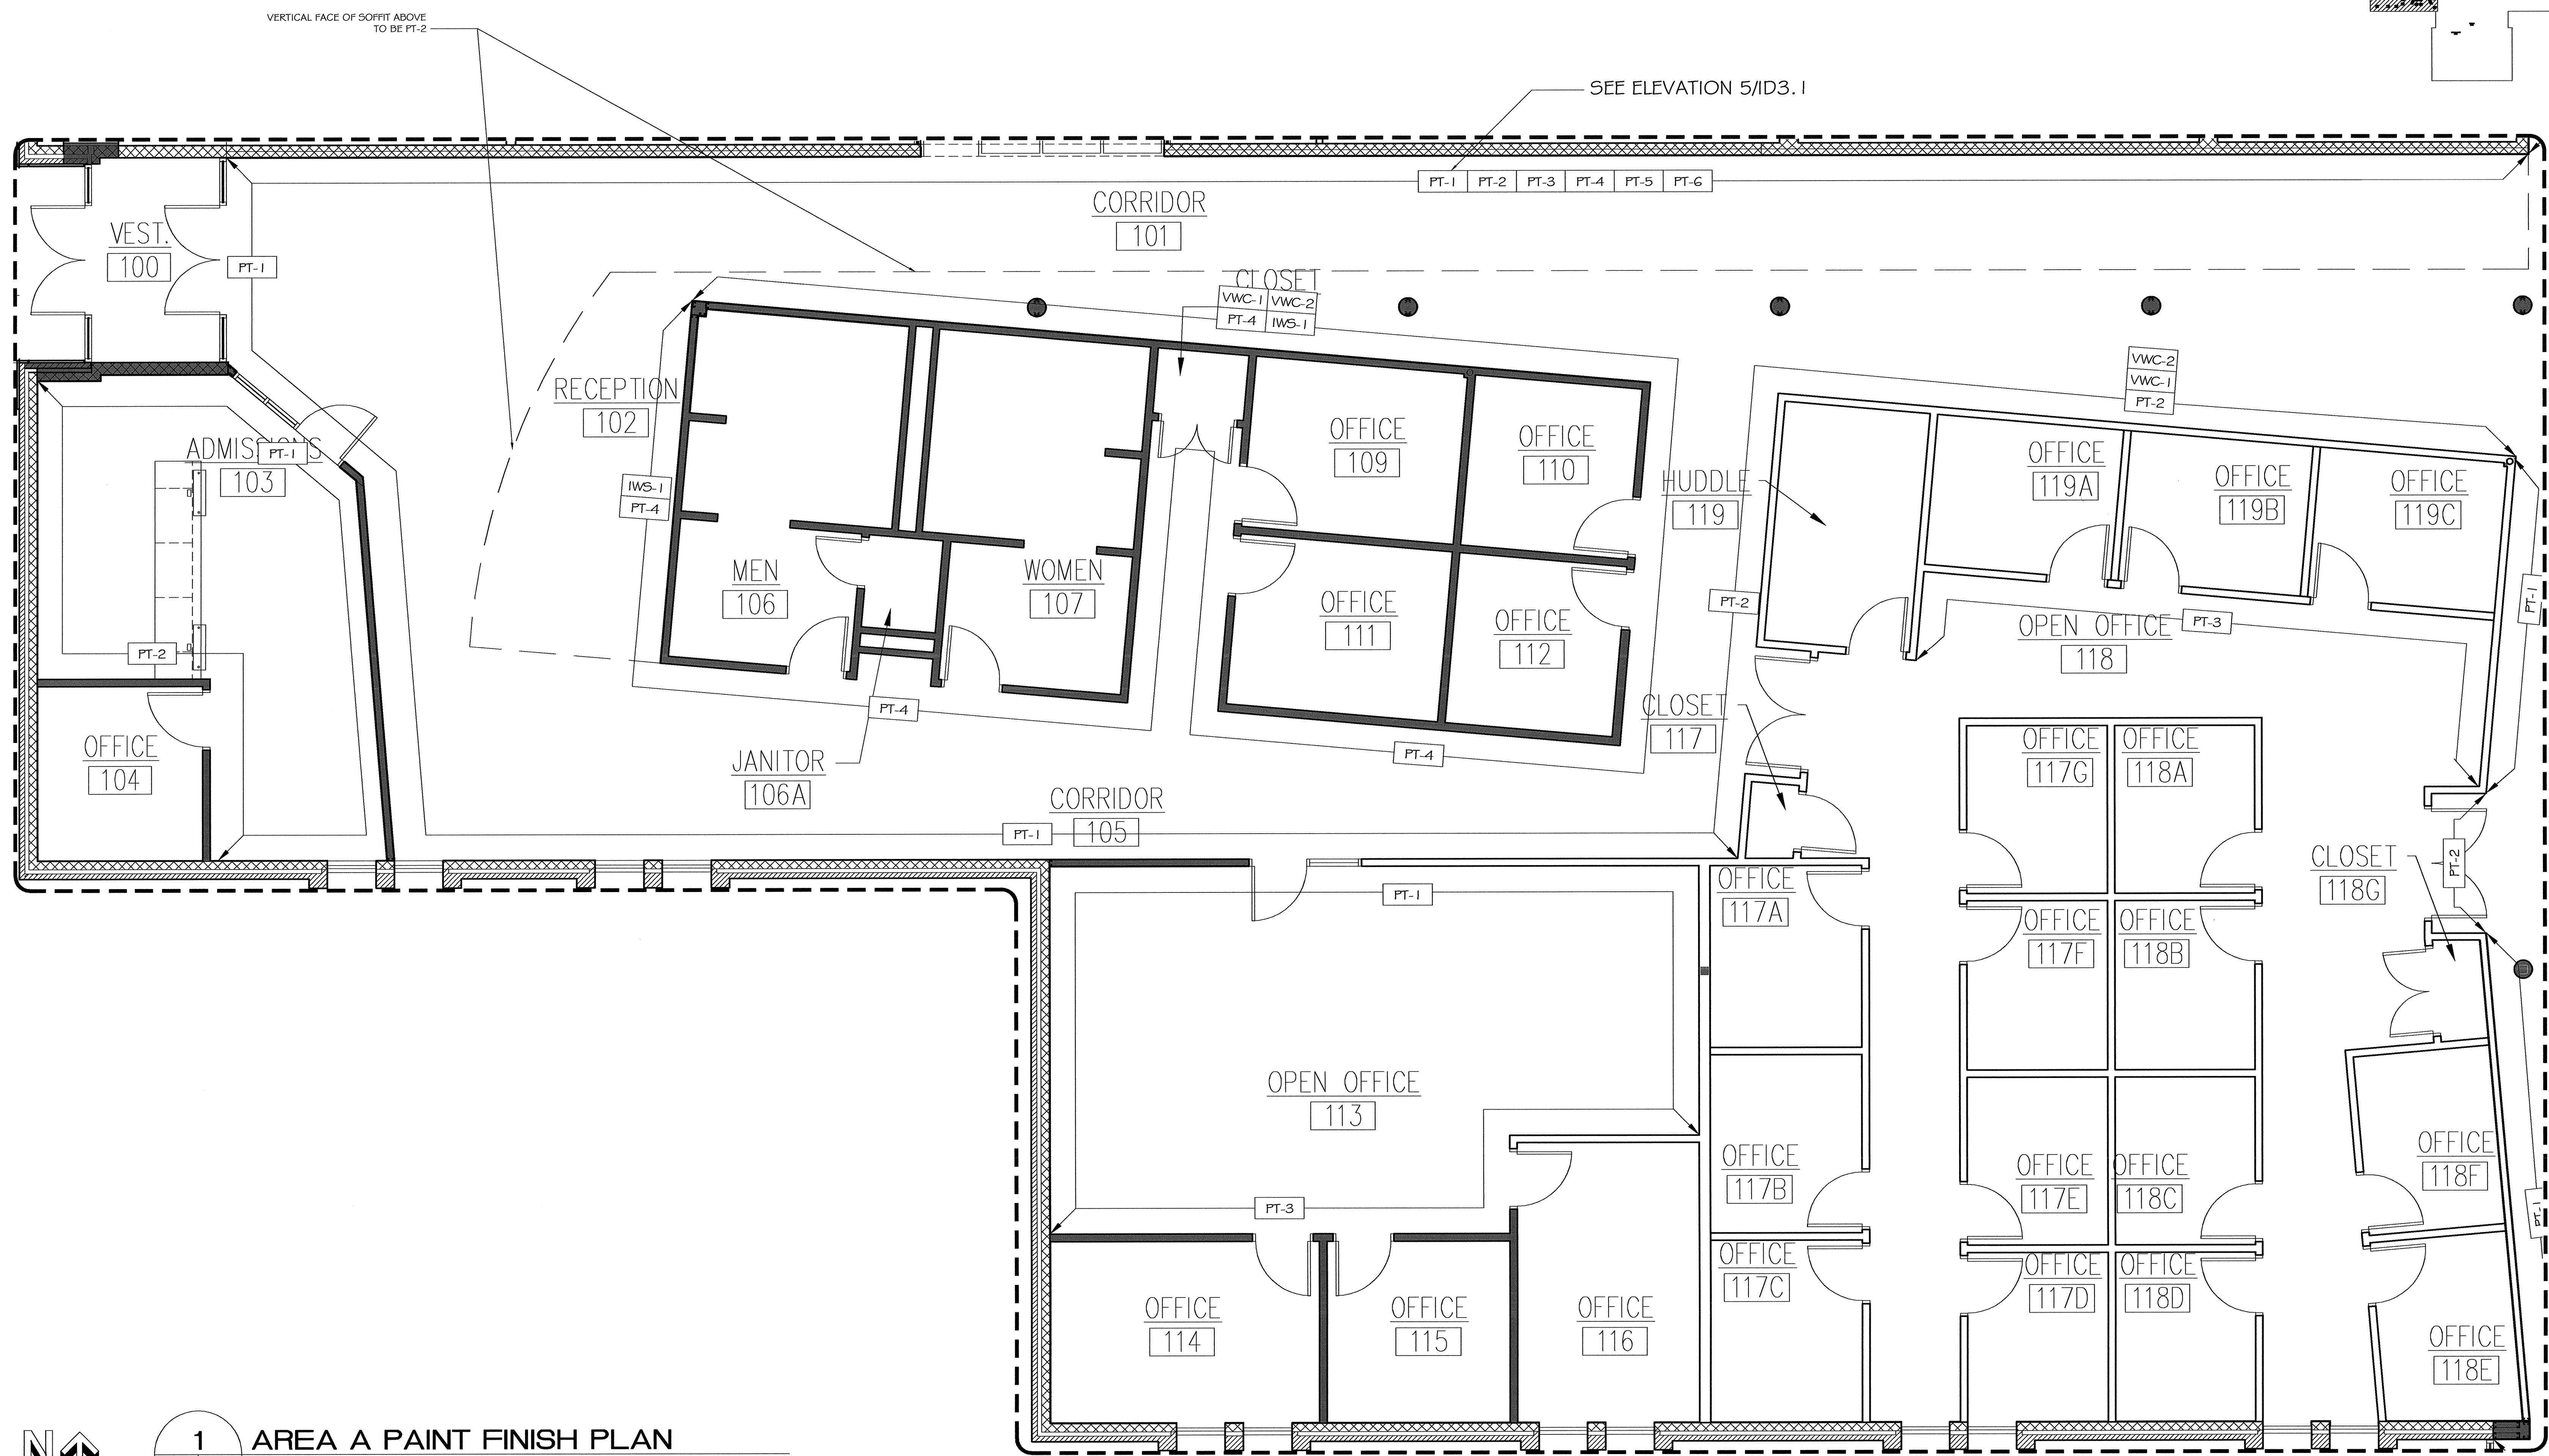 VERTICAL FACE OF SOFFIT ABOVE
TO BE PT-2
SEE ELEVATION 5/ID3.1
PT-1 PT-2 PT-3 PT-4 PT-5 PT-6
CORRIDOR
101
VEST.
100
PT-1
CLOSET
VWC-1 VWC-2
PT-4 IWS-1
VWC-2
VWC-1
PT-2
RECEPTION
102
ADMISSIONS
PT-1
103
IWS-1
PT-4
OFFICE
109
OFFICE
110
HUDDLE
119
OFFICE
119A
OFFICE
119B
OFFICE
119C
MEN
106
WOMEN
107
OFFICE
111
OFFICE
112
PT-2
PT-1
PT-3
OPEN OFFICE
118
PT-2
PT-4
PT-4
OFFICE
104
JANITOR
106A
CLOSET
117
CORRIDOR
105
PT-1
OFFICE
117G
OFFICE
118A
PT-2
CLOSET
118G
PT-1
OFFICE
117A
OFFICE
117F
OFFICE
118B
OPEN OFFICE
113
OFFICE
117B
OFFICE
117E
OFFICE
118C
OFFICE
118F
PT-1
PT-3
OFFICE
117C
OFFICE
117D
OFFICE
118D
OFFICE
114
OFFICE
115
OFFICE
116
OFFICE
118E
N
1
AREA A PAINT FINISH PLAN